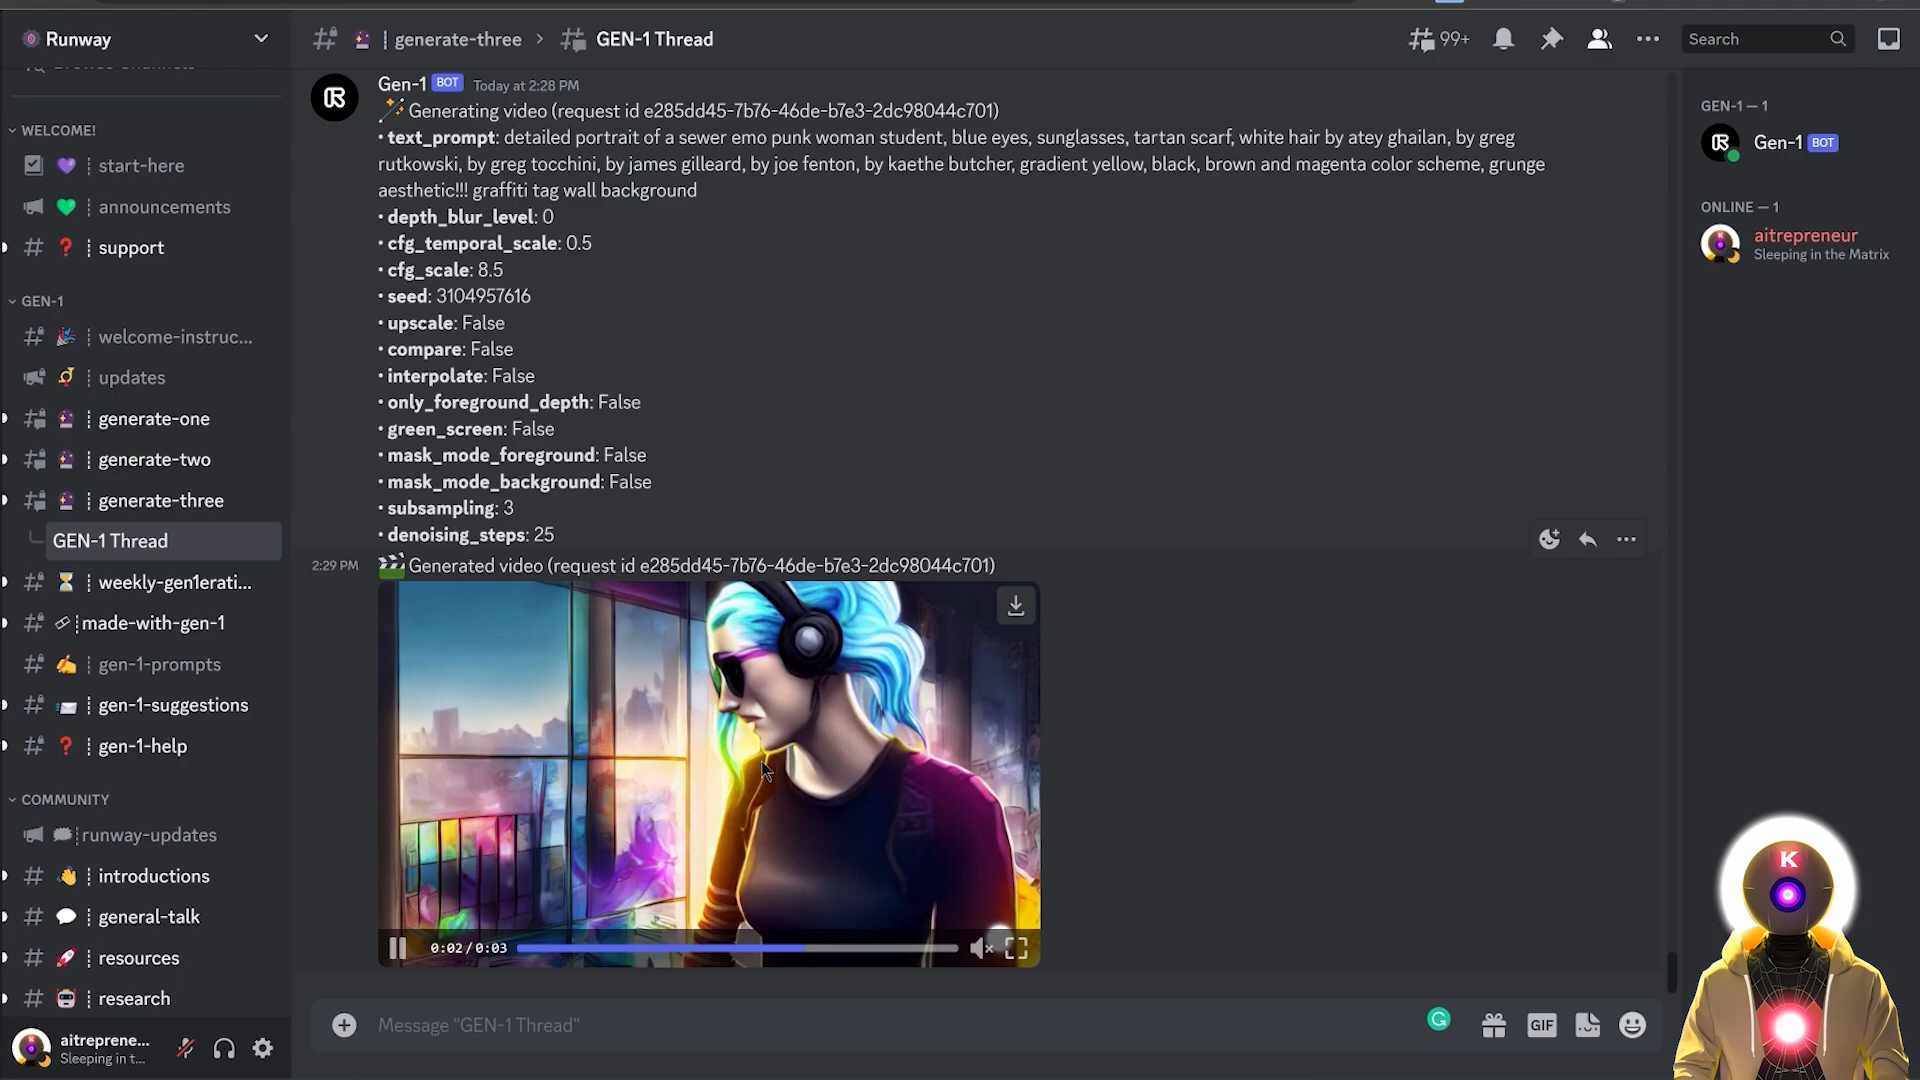 Runway
| generate-three > GEN-1 Thread
99+
Search
WELCOME!
start-here
announcements
support
GEN-1
welcome-instruc...
updates
generate-one
generate-two
generate-three
GEN-1 Thread
weekly-gen1erati...
made-with-gen-1
gen-1-prompts
gen-1-suggestions
gen-1-help
COMMUNITY
runway-updates
introductions
general-talk
resources
research
aitreprene...
Sleeping in t...
Gen-1 BOT Today at 2:28 PM
Generating video (request id e285dd45-7b76-46de-b7e3-2dc98044c701)
• text_prompt: detailed portrait of a sewer emo punk woman student, blue eyes, sunglasses, tartan scarf, white hair by atey ghailan, by greg
rutkowski, by greg tocchini, by james gilleard, by joe fenton, by kaethe butcher, gradient yellow, black, brown and magenta color scheme, grunge
aesthetic!!! graffiti tag wall background
• depth_blur_level: 0
• cfg_temporal_scale: 0.5
• cfg_scale: 8.5
• seed: 3104957616
• upscale: False
• compare: False
• interpolate: False
• only_foreground_depth: False
• green_screen: False
• mask_mode_foreground: False
• mask_mode_background: False
• subsampling: 3
• denoising_steps: 25
2:29 PM Generated video (request id e285dd45-7b76-46de-b7e3-2dc98044c701)
0:02/0:03
Message "GEN-1 Thread"
GIF
GEN-1 — 1
Gen-1 BOT
ONLINE — 1
aitrepreneur
Sleeping in the Matrix
K